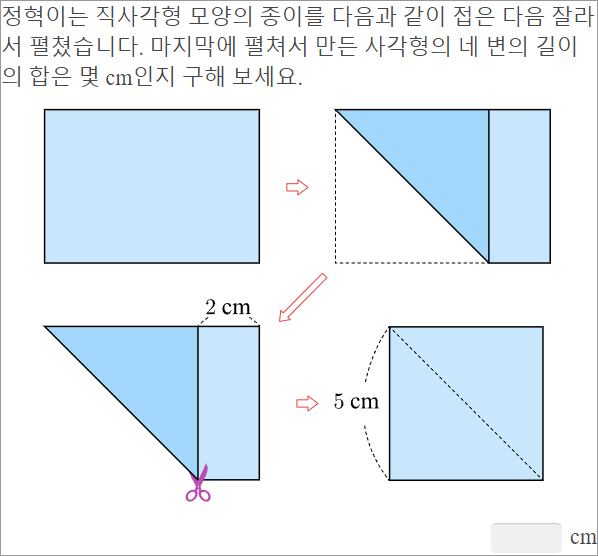 정혁이는 직사각형 모양의 종이를 다음과 같이 접은 다음 잘라
서 펼쳤습니다. 마지막에 펼쳐서 만든 사각형의 네 변의 길이
의 합은 몇 cm인지 구해 보세요.
2 cm
5 cm
cm